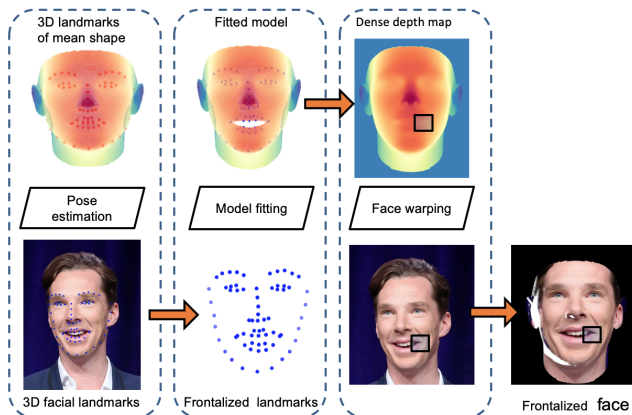 3D landmarks
of mean shape
Fitted model
Dense depth map
Pose
estimation
Model fitting
Face warping
3D facial landmarks
Frontalized landmarks
Frontalized face